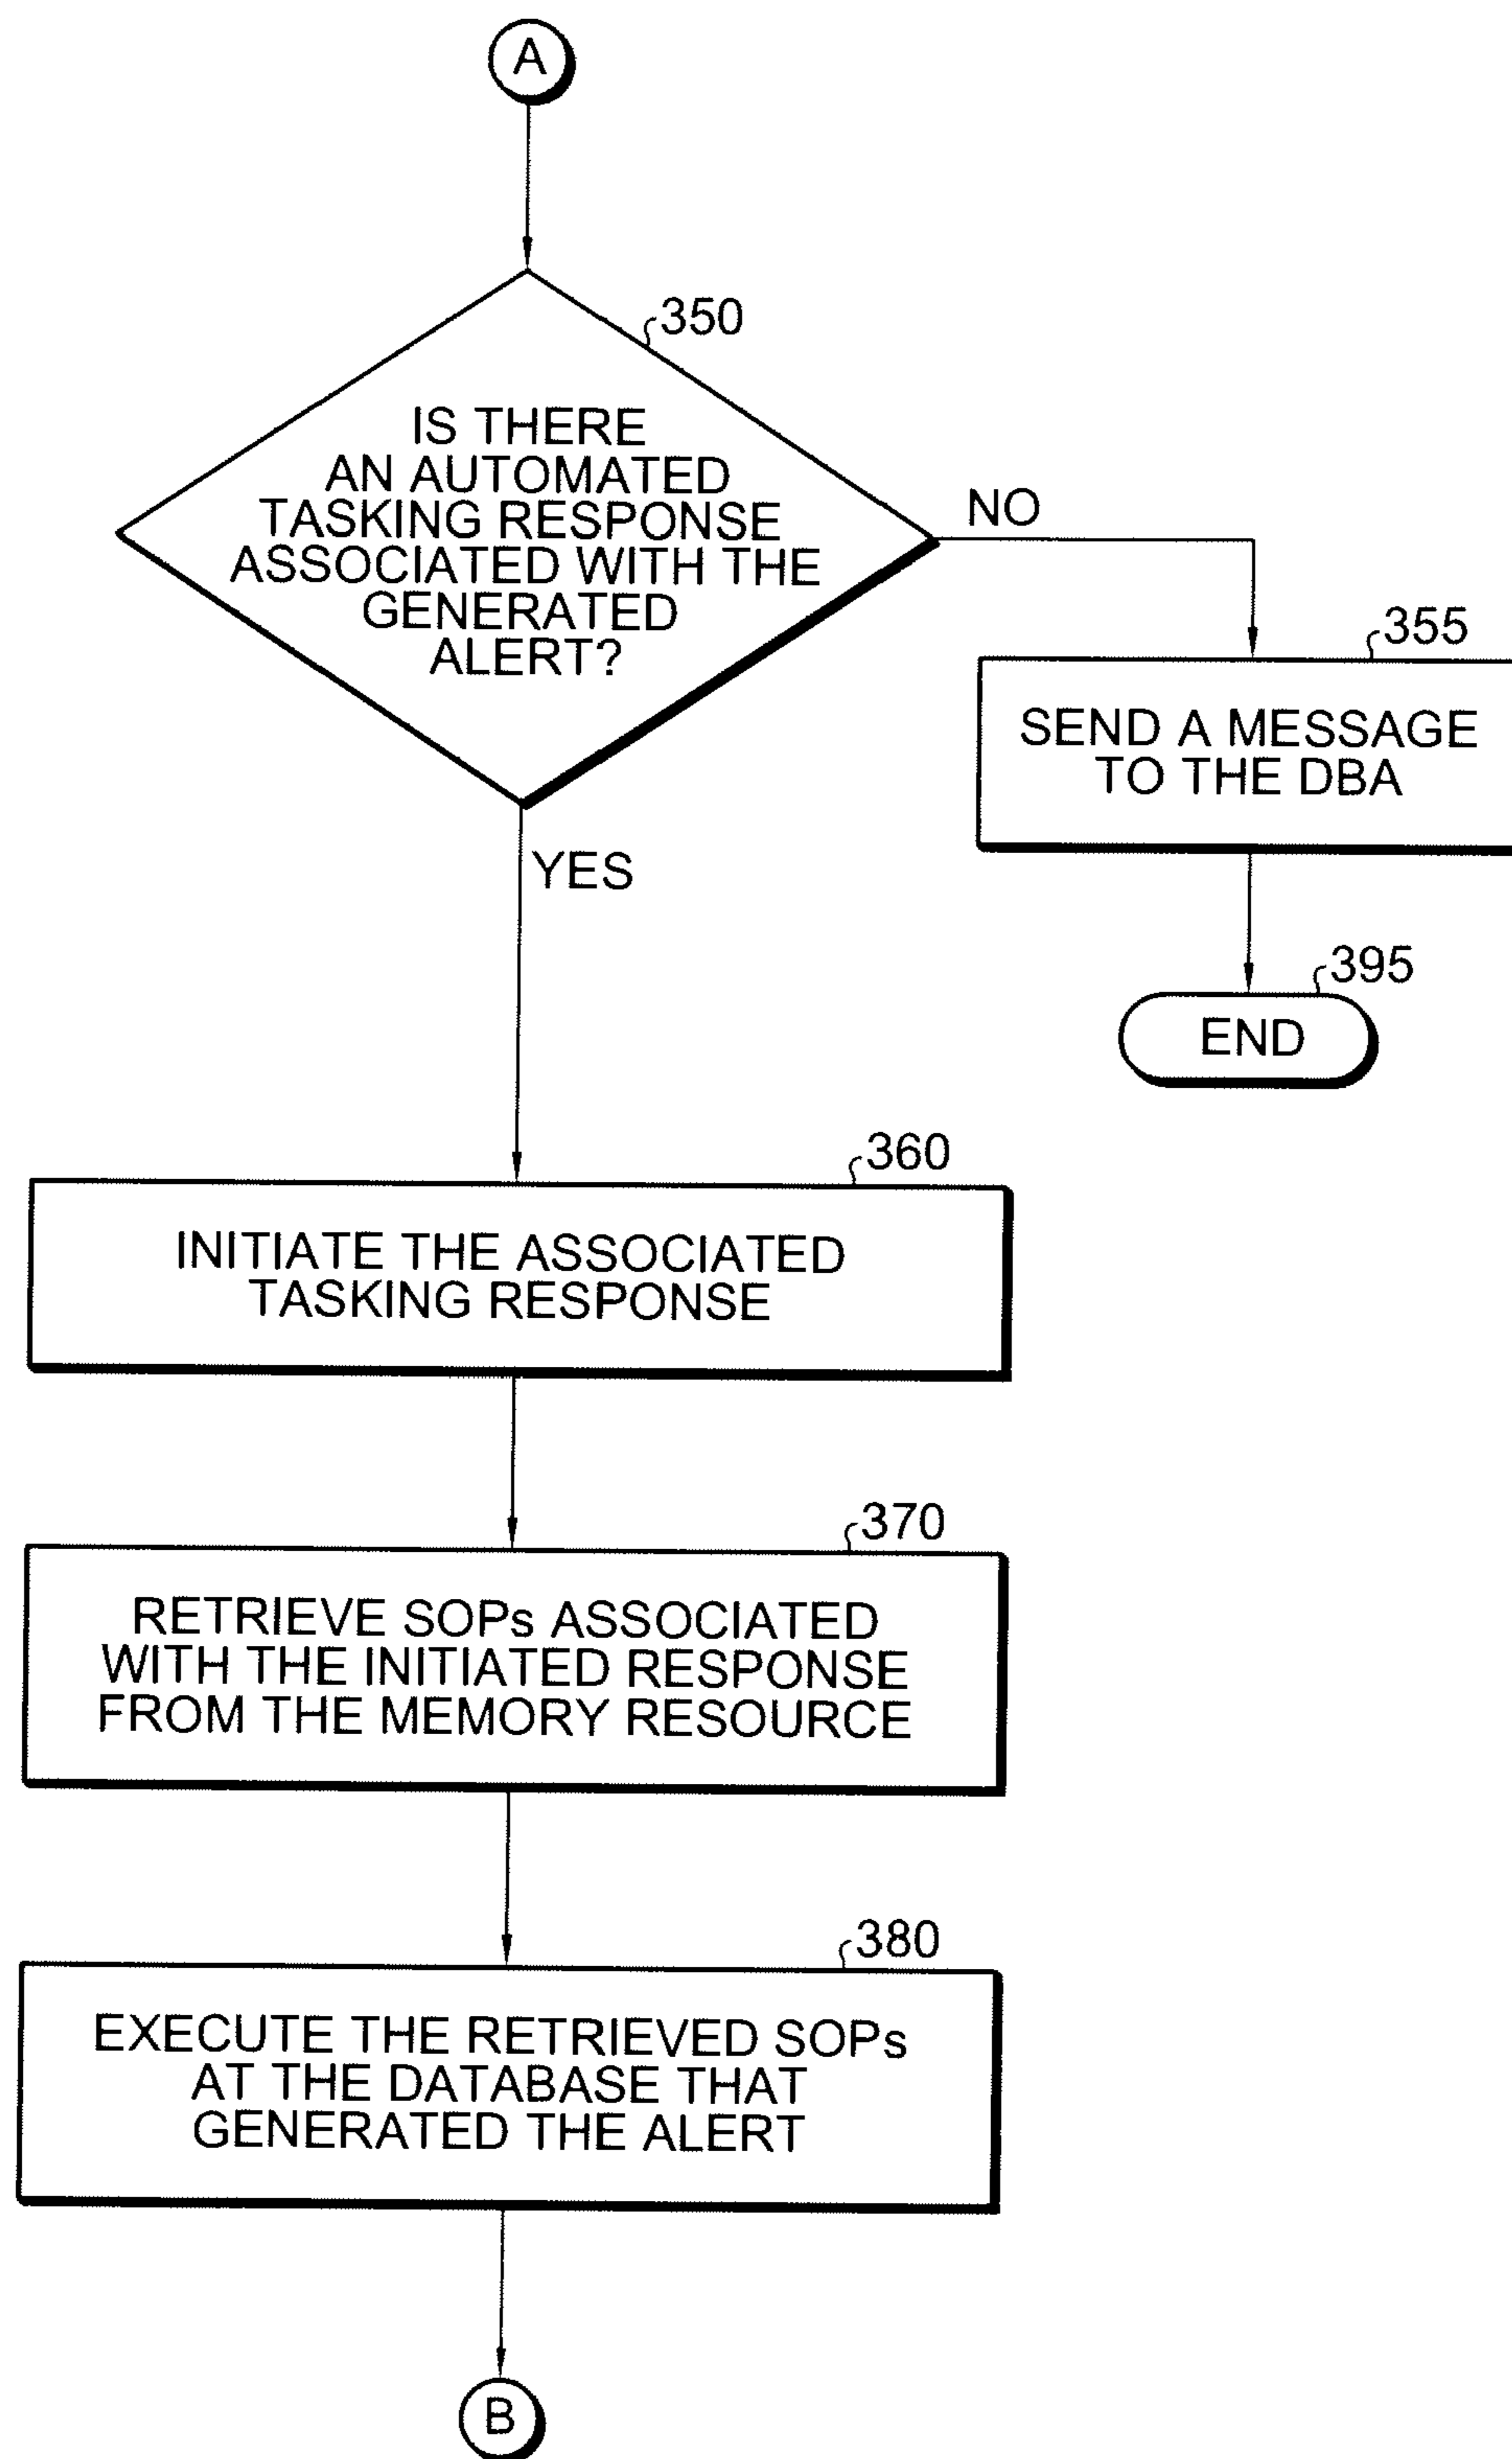 A
350
IS THERE
AN AUTOMATED
TASKING RESPONSE
ASSOCIATED WITH THE
GENERATED
ALERT?
NO
355
SEND A MESSAGE
TO THE DBA
YES
395
END
360
INITIATE THE ASSOCIATED
TASKING RESPONSE
370
RETRIEVE SOPs ASSOCIATED
WITH THE INITIATED RESPONSE
FROM THE MEMORY RESOURCE
380
EXECUTE THE RETRIEVED SOPs
AT THE DATABASE THAT
GENERATED THE ALERT
B